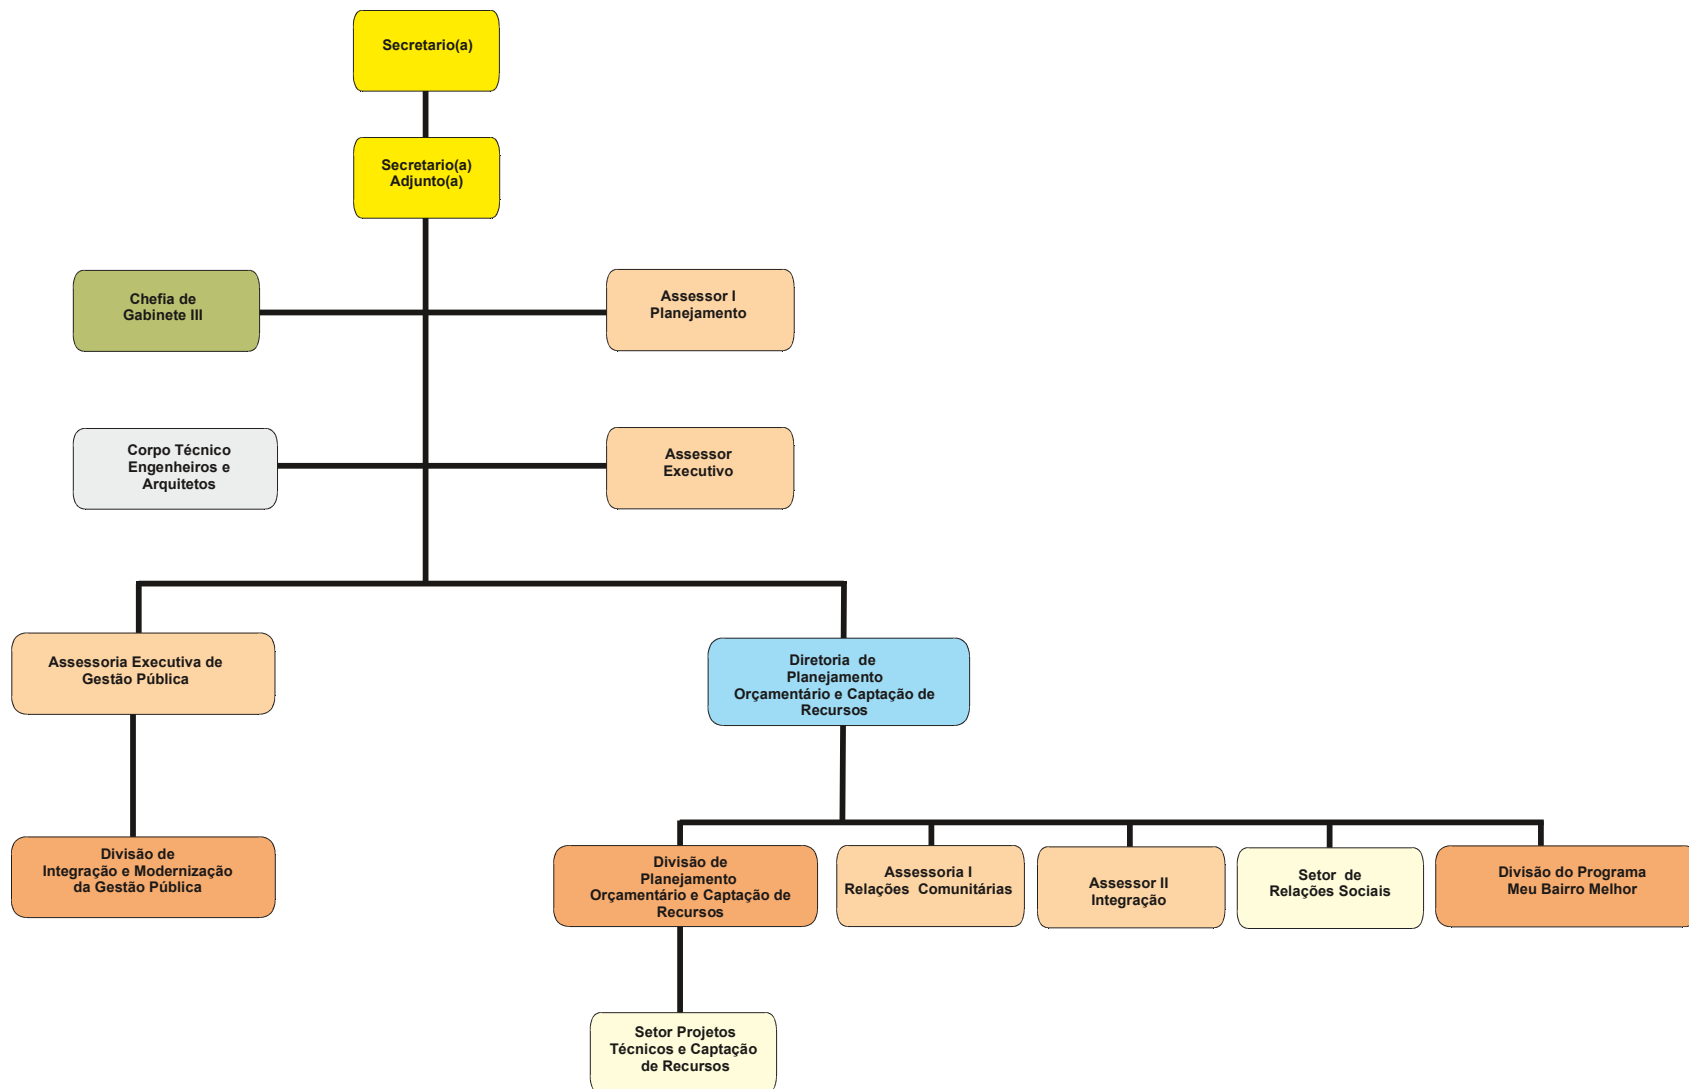 Secretario(a)
Secretario(a)
Adjunto(a)
Chefia de
Gabinete III
Assessor I
Planejamento
Corpo Técnico
Engenheiros e
Arquitetos
Assessor
Executivo
Assessoria Executiva de
Gestão Pública
Diretoria de
Planejamento
Orçamentário e Captação de
Recursos
Divisão de
Integração e Modernização
da Gestão Pública
Divisão de
Planejamento
Orçamentário e Captação de
Recursos
Assessoria I
Relações Comunitárias
Assessor II
Integração
Setor de
Relações Sociais
Divisão do Programa
Meu Bairro Melhor
Setor Projetos
Técnicos e Captação
de Recursos